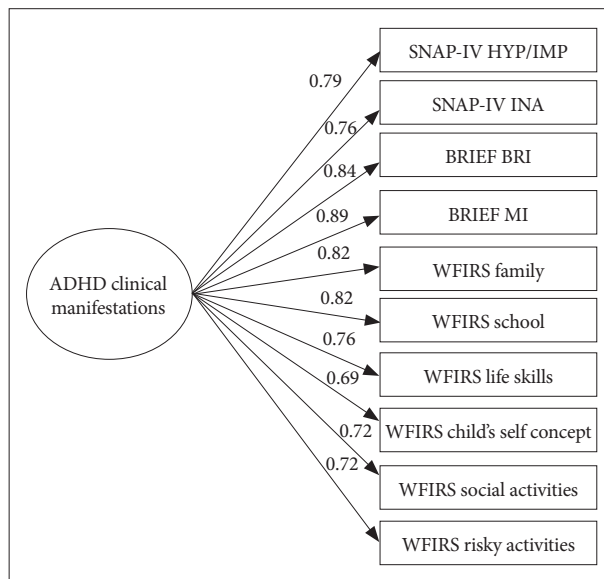 SNAP-IV HYP/IMP
0.79
SNAP-IV INA
0.76
BRIEF BRI
0.84
BRIEF MI
0.89
WFIRS family
0.82
ADHD clinical
manifestations
WFIRS school
0.82
WFIRS life skills
0.76
WFIRS child's self concept
0.69
WFIRS social activities
0.72
WFIRS risky activities
0.72